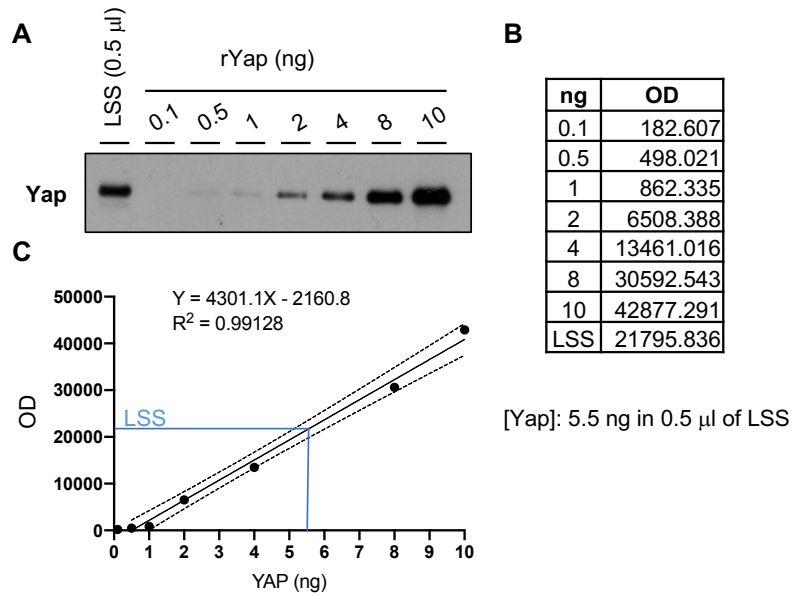 A
LSS (0.5 µl)
rYap (ng)
0.1 0.5 1 2 4 8 10
Yap
B
ng OD
0.1 182.607
0.5 498.021
1 862.335
2 6508.388
4 13461.016
8 30592.543
10 42877.291
LSS 21795.836
[Yap]: 5.5 ng in 0.5 µl of LSS
C
Y = 4301.1X - 2160.8
R² = 0.99128
50000
40000
30000
20000
10000
0
OD
LSS
0 1 2 3 4 5 6 7 8 9 10
YAP (ng)